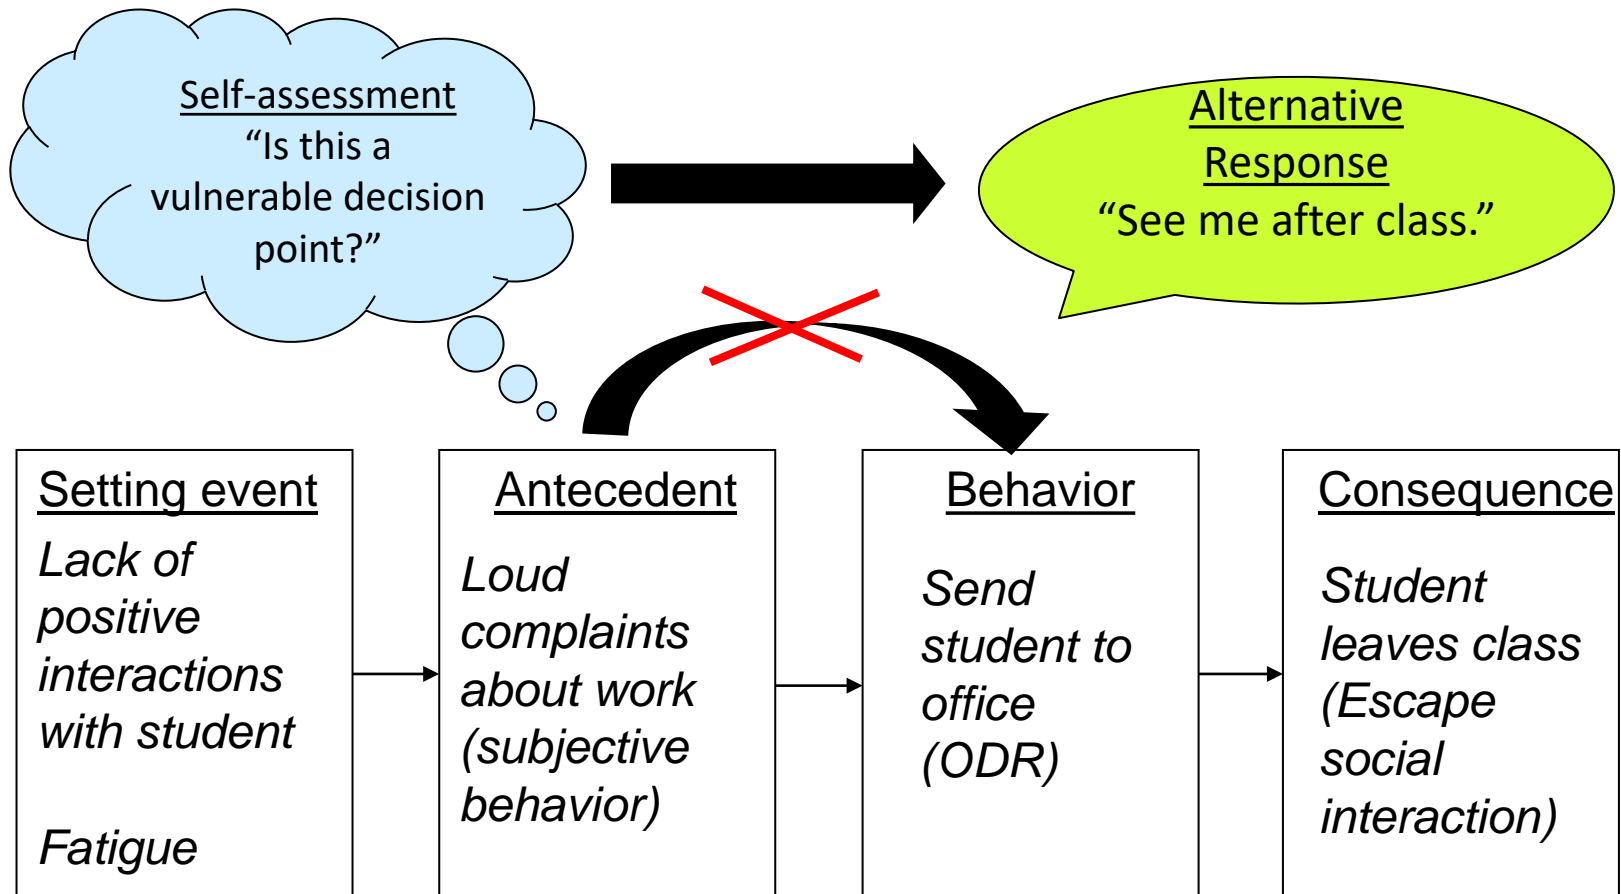 Self-assessment
“Is this a
vulnerable decision
point?”
Alternative
Response
“See me after class.”
Setting event
Lack of
positive
interactions
with student
Fatigue
Antecedent
Loud
complaints
about work
(subjective
behavior)
Behavior
Send
student to
office
(ODR)
Consequence
Student
leaves class
(Escape
social
interaction)